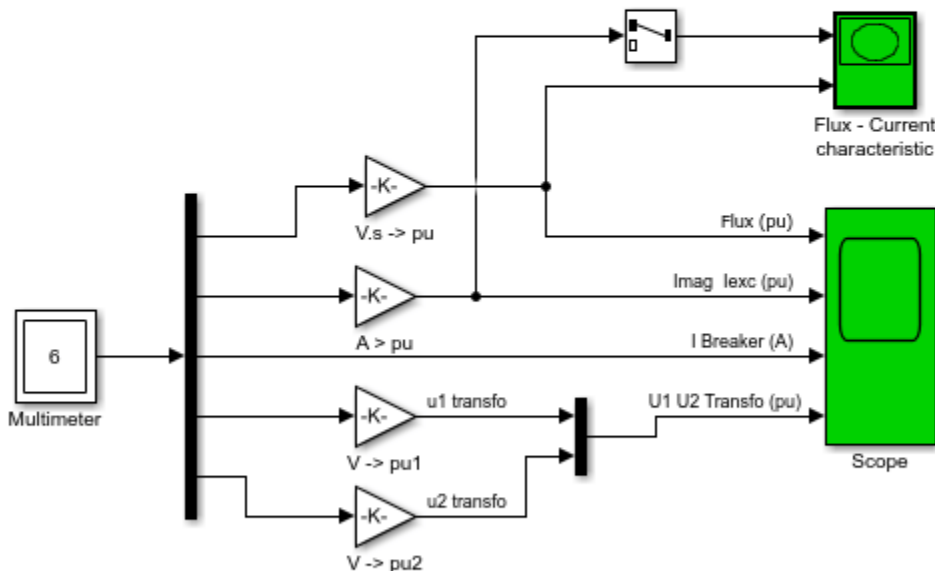 Flux - Current
characteristic
-K-
V.s -> pu
Flux (pu)
-K-
A > pu
Imag Iexc (pu)
6
Multimeter
I Breaker (A)
-K-
V -> pu1
u1 transfo
U1 U2 Transfo (pu)
Scope
-K-
V -> pu2
u2 transfo